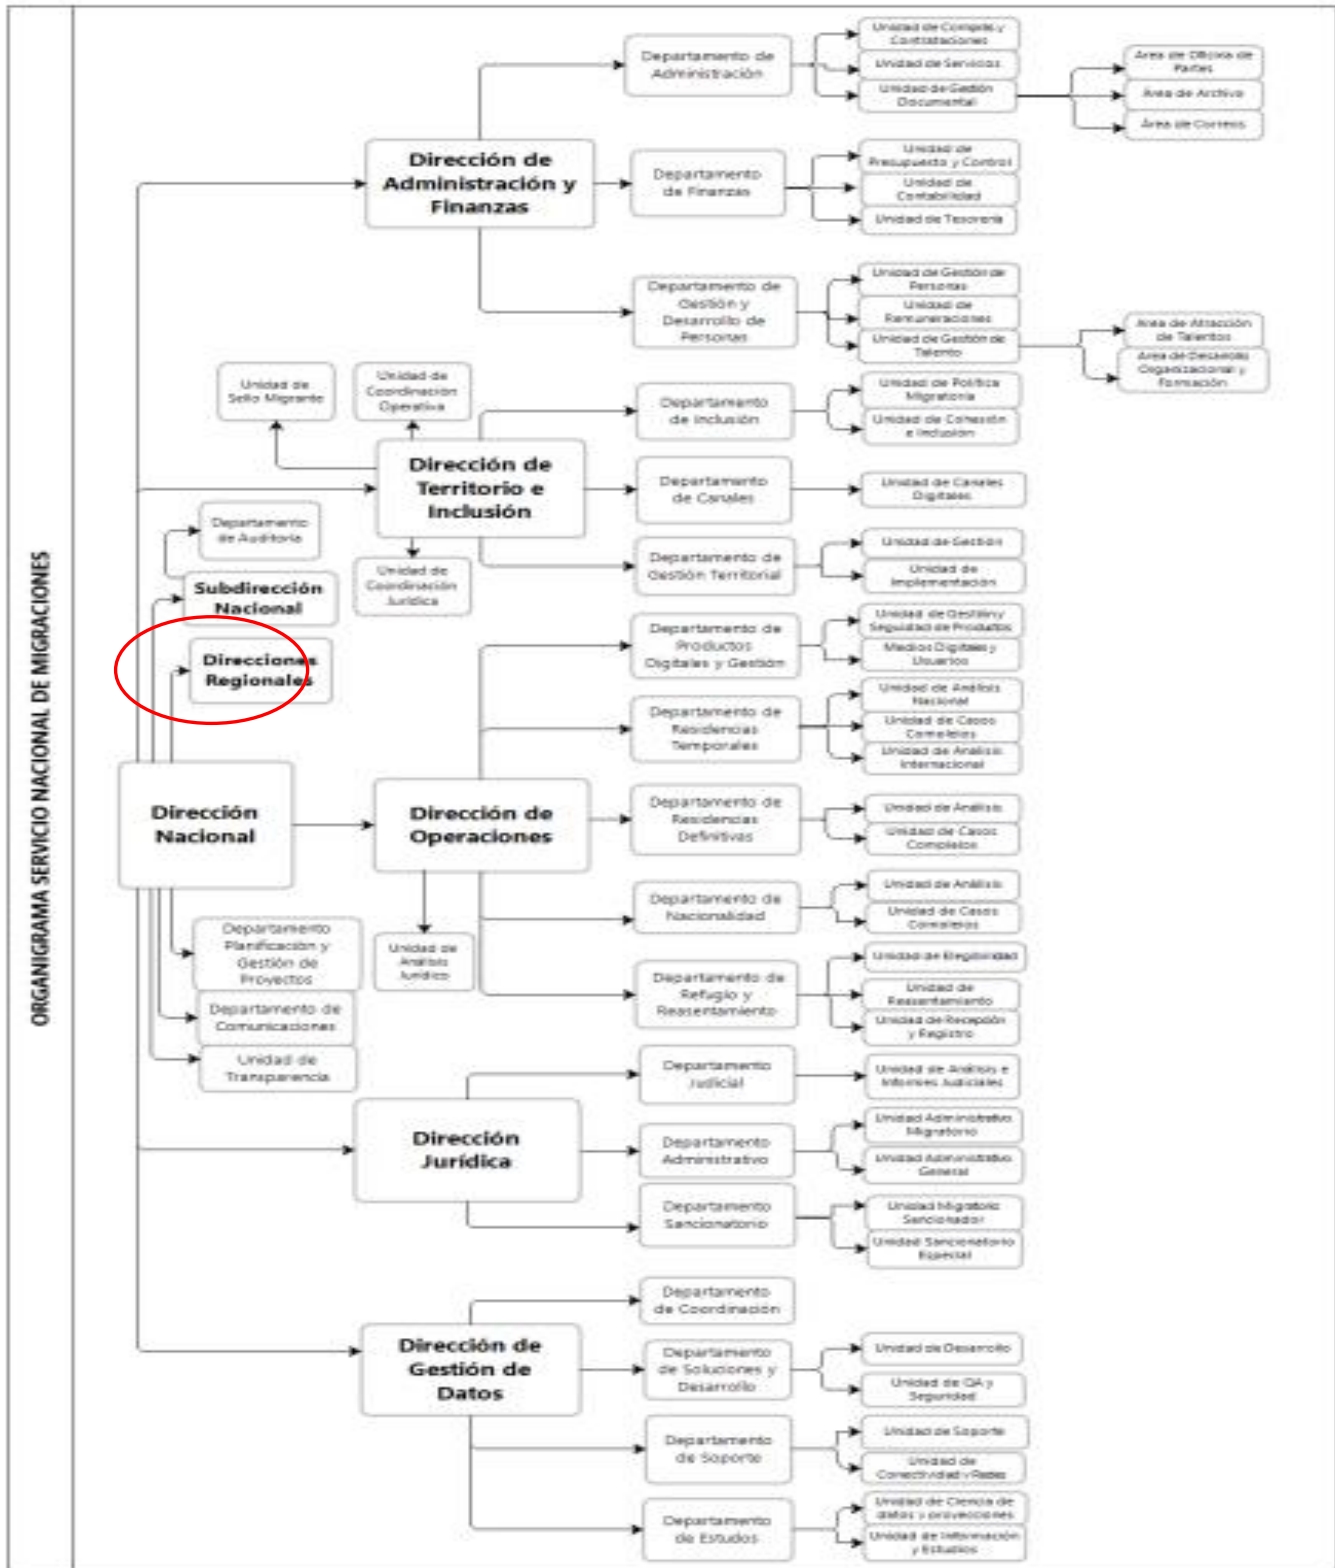 ORGANIGRAMA SERVICIO NACIONAL DE MIGRACIONES
Dirección
Nacional
Subdirección
Nacional
Departamento
de Auditoria
Direcciones
Regionales
Departamento
Planificación y
Gestión de
Proyectos
Departamento de
Comunicaciones
Unidad de
Transparencia
Dirección de
Administración y
Finanzas
Departamento de
Administración
Unidad de Compras y
Contrataciones
Unidad de Servicios
Unidad de Gestión
Documental
Area de Oficina de
Partes
Area de Archivo
Área de Correos
Departamento
de Finanzas
Unidad de
Presupuesto y Control
Unidad de
Contabilidad
Unidad de Tesorería
Departamento de
Gestión y
Desarrollo de
Personas
Unidad de Gestión de
Personas
Unidad de
Remuneraciones
Unidad de Gestión de
Talento
Area de Atracción
de Talentos
Area de Desarrollo
Organizacional y
Formación
Unidad de
Sello Migrante
Unidad de
Coordinación
Operativa
Dirección de
Territorio e
Inclusión
Unidad de
Coordinación
Jurídica
Departamento
de Inclusión
Unidad de Política
Migratoria
Unidad de Cohesión
e Inclusión
Departamento
de Canales
Unidad de Canales
Digitales
Departamento de
Gestión Territorial
Unidad de Gestión
Unidad de
Implementación
Dirección de
Operaciones
Unidad de
Análisis
Jurídico
Departamento de
Productos
Digitales y Gestión
Unidad de Gestión y
de Productos
Medios Digitales y
Usuarios
Departamento de
Residencias
Temporales
Unidad de Análisis
Nacional
Unidad de Casos
Complejos
Unidad de Análisis
Internacional
Departamento de
Residencias
Definitivas
Unidad de Análisis
Unidad de Casos
Complejos
Departamento de
Nacionalidad
Unidad de Análisis
Unidad de Casos
Complejos
Departamento de
Refugio y
Reasentamiento
Unidad de Elegibilidad
Unidad de
Reasentamiento
Unidad de Recepción
y Registro
Dirección
Jurídica
Departamento
Judicial
Unidad de Análisis e
Informes Judiciales
Departamento
Administrativo
Unidad Administrativo
Migratorio
Unidad Administrativo
General
Departamento
Sancionatorio
Unidad Migratorio
Sancionador
Unidad Sancionatorio
Especial
Dirección de
Gestión de
Datos
Departamento
de Coordinación
Departamento
de Soluciones y
Desarrollo
Unidad de Desarrollo
Unidad de QA y
Seguridad
Departamento
de Soporte
Unidad de Soporte
Unidad de
Conectividad y Redes
Departamento
de Estudos
Unidad de Ciencia de
datos y proyecciones
Unidad de Información
y Estudios